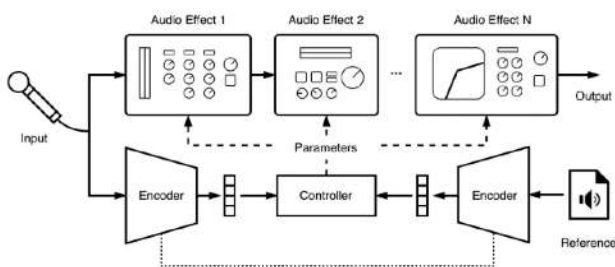 Audio Effect 1
Audio Effect 2
Audio Effect N
...
Input
Output
Parameters
Encoder
Controller
Encoder
Reference